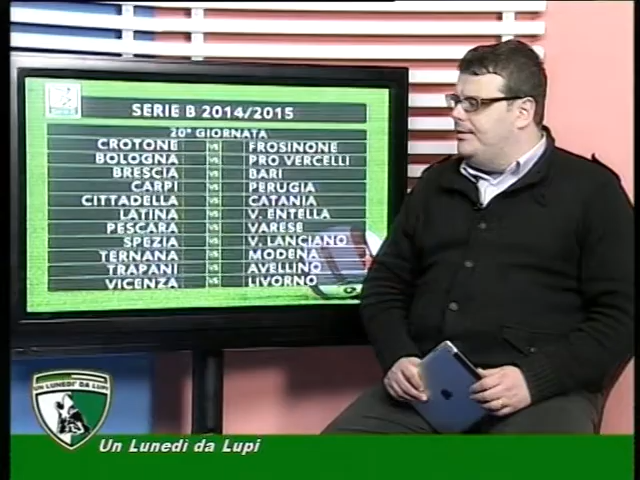 SERIE B 2014/2015
20° GIORNATA
CROTONE VS FROSINONE
BOLOGNA VS PRO VERCELLI
BRESCIA VS BARI
CARPI VS PERUGIA
CITTADELLA VS CATANIA
LATINA VS V. ENTELLA
PESCARA VS VARESE
SPEZIA VS V. LANCIANO
TERNANA VS MODENA
TRAPANI VS AVELLINO
VICENZA VS LIVORNO
UN LUNEDI' DA LUPI
Un Lunedì da Lupi